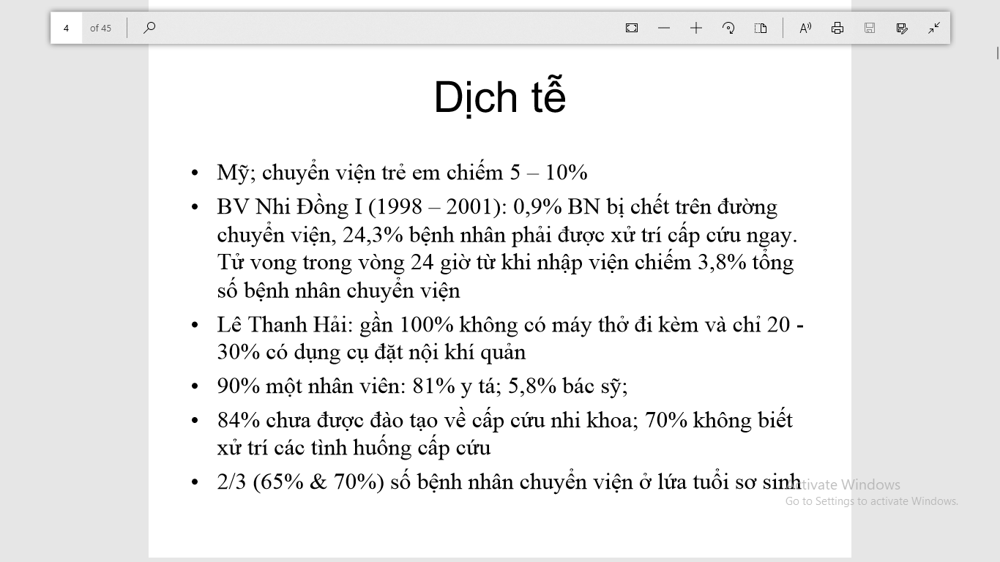 4 of 45
Dịch tễ
• Mỹ; chuyển viện trẻ em chiếm 5 – 10%
• BV Nhi Đồng I (1998 – 2001): 0,9% BN bị chết trên đường
chuyển viện, 24,3% bệnh nhân phải được xử trí cấp cứu ngay.
Tử vong trong vòng 24 giờ từ khi nhập viện chiếm 3,8% tổng
số bệnh nhân chuyển viện
• Lê Thanh Hải: gần 100% không có máy thở đi kèm và chỉ 20 -
30% có dụng cụ đặt nội khí quản
• 90% một nhân viên: 81% y tá; 5,8% bác sỹ;
• 84% chưa được đào tạo về cấp cứu nhi khoa; 70% không biết
xử trí các tình huống cấp cứu
• 2/3 (65% & 70%) số bệnh nhân chuyển viện ở lứa tuổi sơ sinh
Activate Windows
Go to Settings to activate Windows.